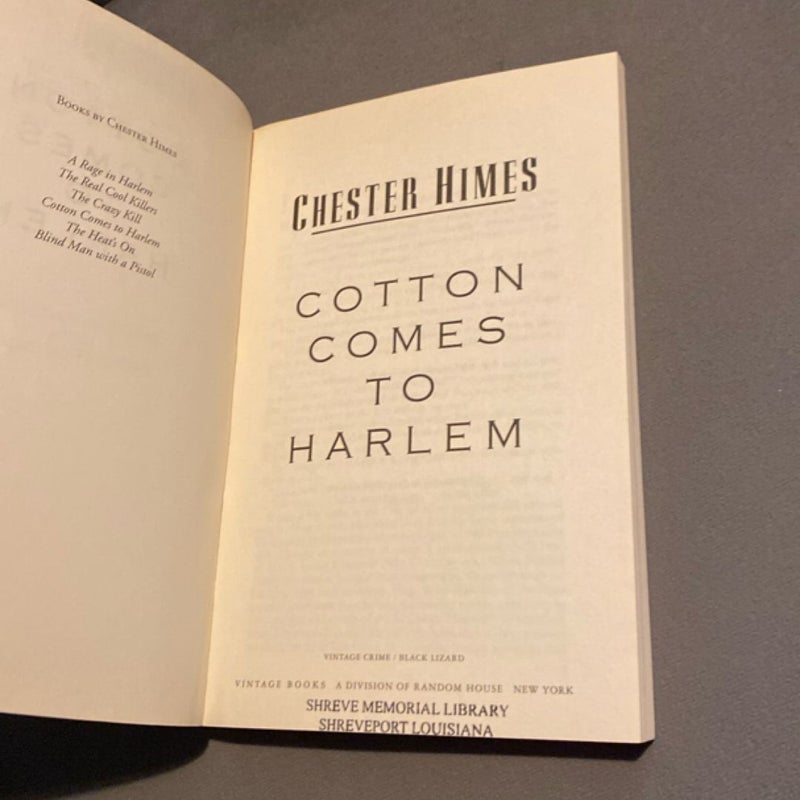 BOOKS BY CHESTER HIMES
A Rage in Harlem
The Real Cool Killers
The Crazy Kill
Cotton Comes to Harlem
The Heat's On
Blind Man with a Pistol
CHESTER HIMES
COTTON
COMES
TO
HARLEM
VINTAGE CRIME / BLACK LIZARD
VINTAGE BOOKS A DIVISION OF RANDOM HOUSE NEW YORK
SHREVE MEMORIAL LIBRARY
SHREVEPORT LOUISIANA